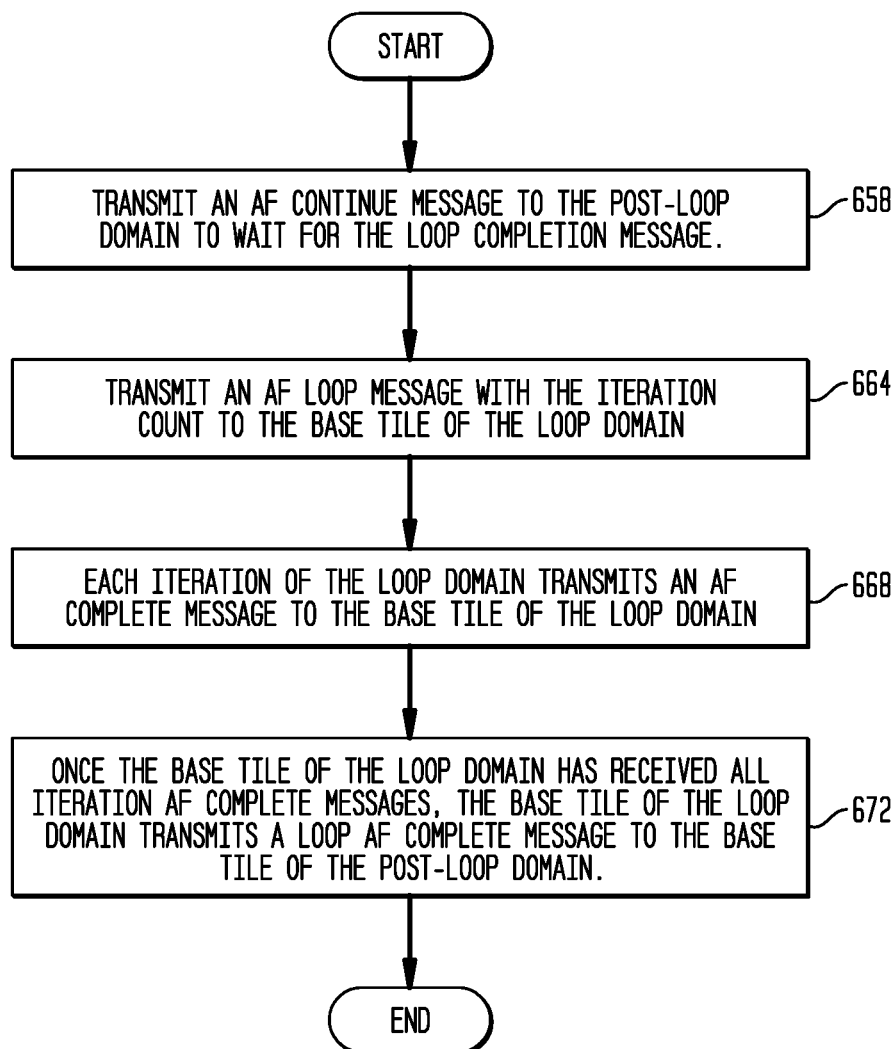 START
TRANSMIT AN AF CONTINUE MESSAGE TO THE POST-LOOP
DOMAIN TO WAIT FOR THE LOOP COMPLETION MESSAGE.
658
TRANSMIT AN AF LOOP MESSAGE WITH THE ITERATION
COUNT TO THE BASE TILE OF THE LOOP DOMAIN
664
EACH ITERATION OF THE LOOP DOMAIN TRANSMITS AN AF
COMPLETE MESSAGE TO THE BASE TILE OF THE LOOP DOMAIN
668
ONCE THE BASE TILE OF THE LOOP DOMAIN HAS RECEIVED ALL
ITERATION AF COMPLETE MESSAGES, THE BASE TILE OF THE LOOP
DOMAIN TRANSMITS A LOOP AF COMPLETE MESSAGE TO THE BASE
TILE OF THE POST-LOOP DOMAIN.
672
END